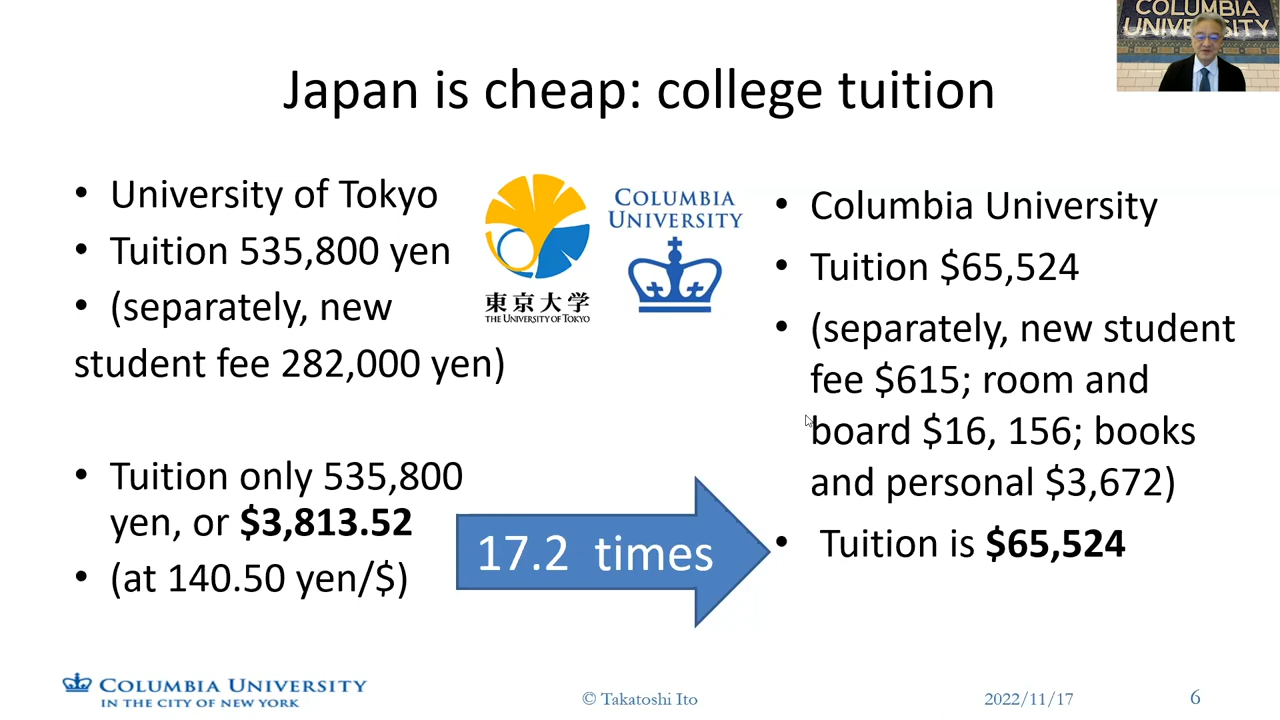 COLUMBIA
UNIVERSITY
Japan is cheap: college tuition
• University of Tokyo
• Tuition 535,800 yen
• (separately, new
student fee 282,000 yen)
• Tuition only 535,800
yen, or $3,813.52
• (at 140.50 yen/$)
東京大学
THE UNIVERSITY OF TOKYO
COLUMBIA
UNIVERSITY
17.2 times
• Columbia University
• Tuition $65,524
• (separately, new student
fee $615; room and
board $16, 156; books
and personal $3,672)
• Tuition is $65,524
COLUMBIA UNIVERSITY
IN THE CITY OF NEW YORK
© Takatoshi Ito
2022/11/17
6